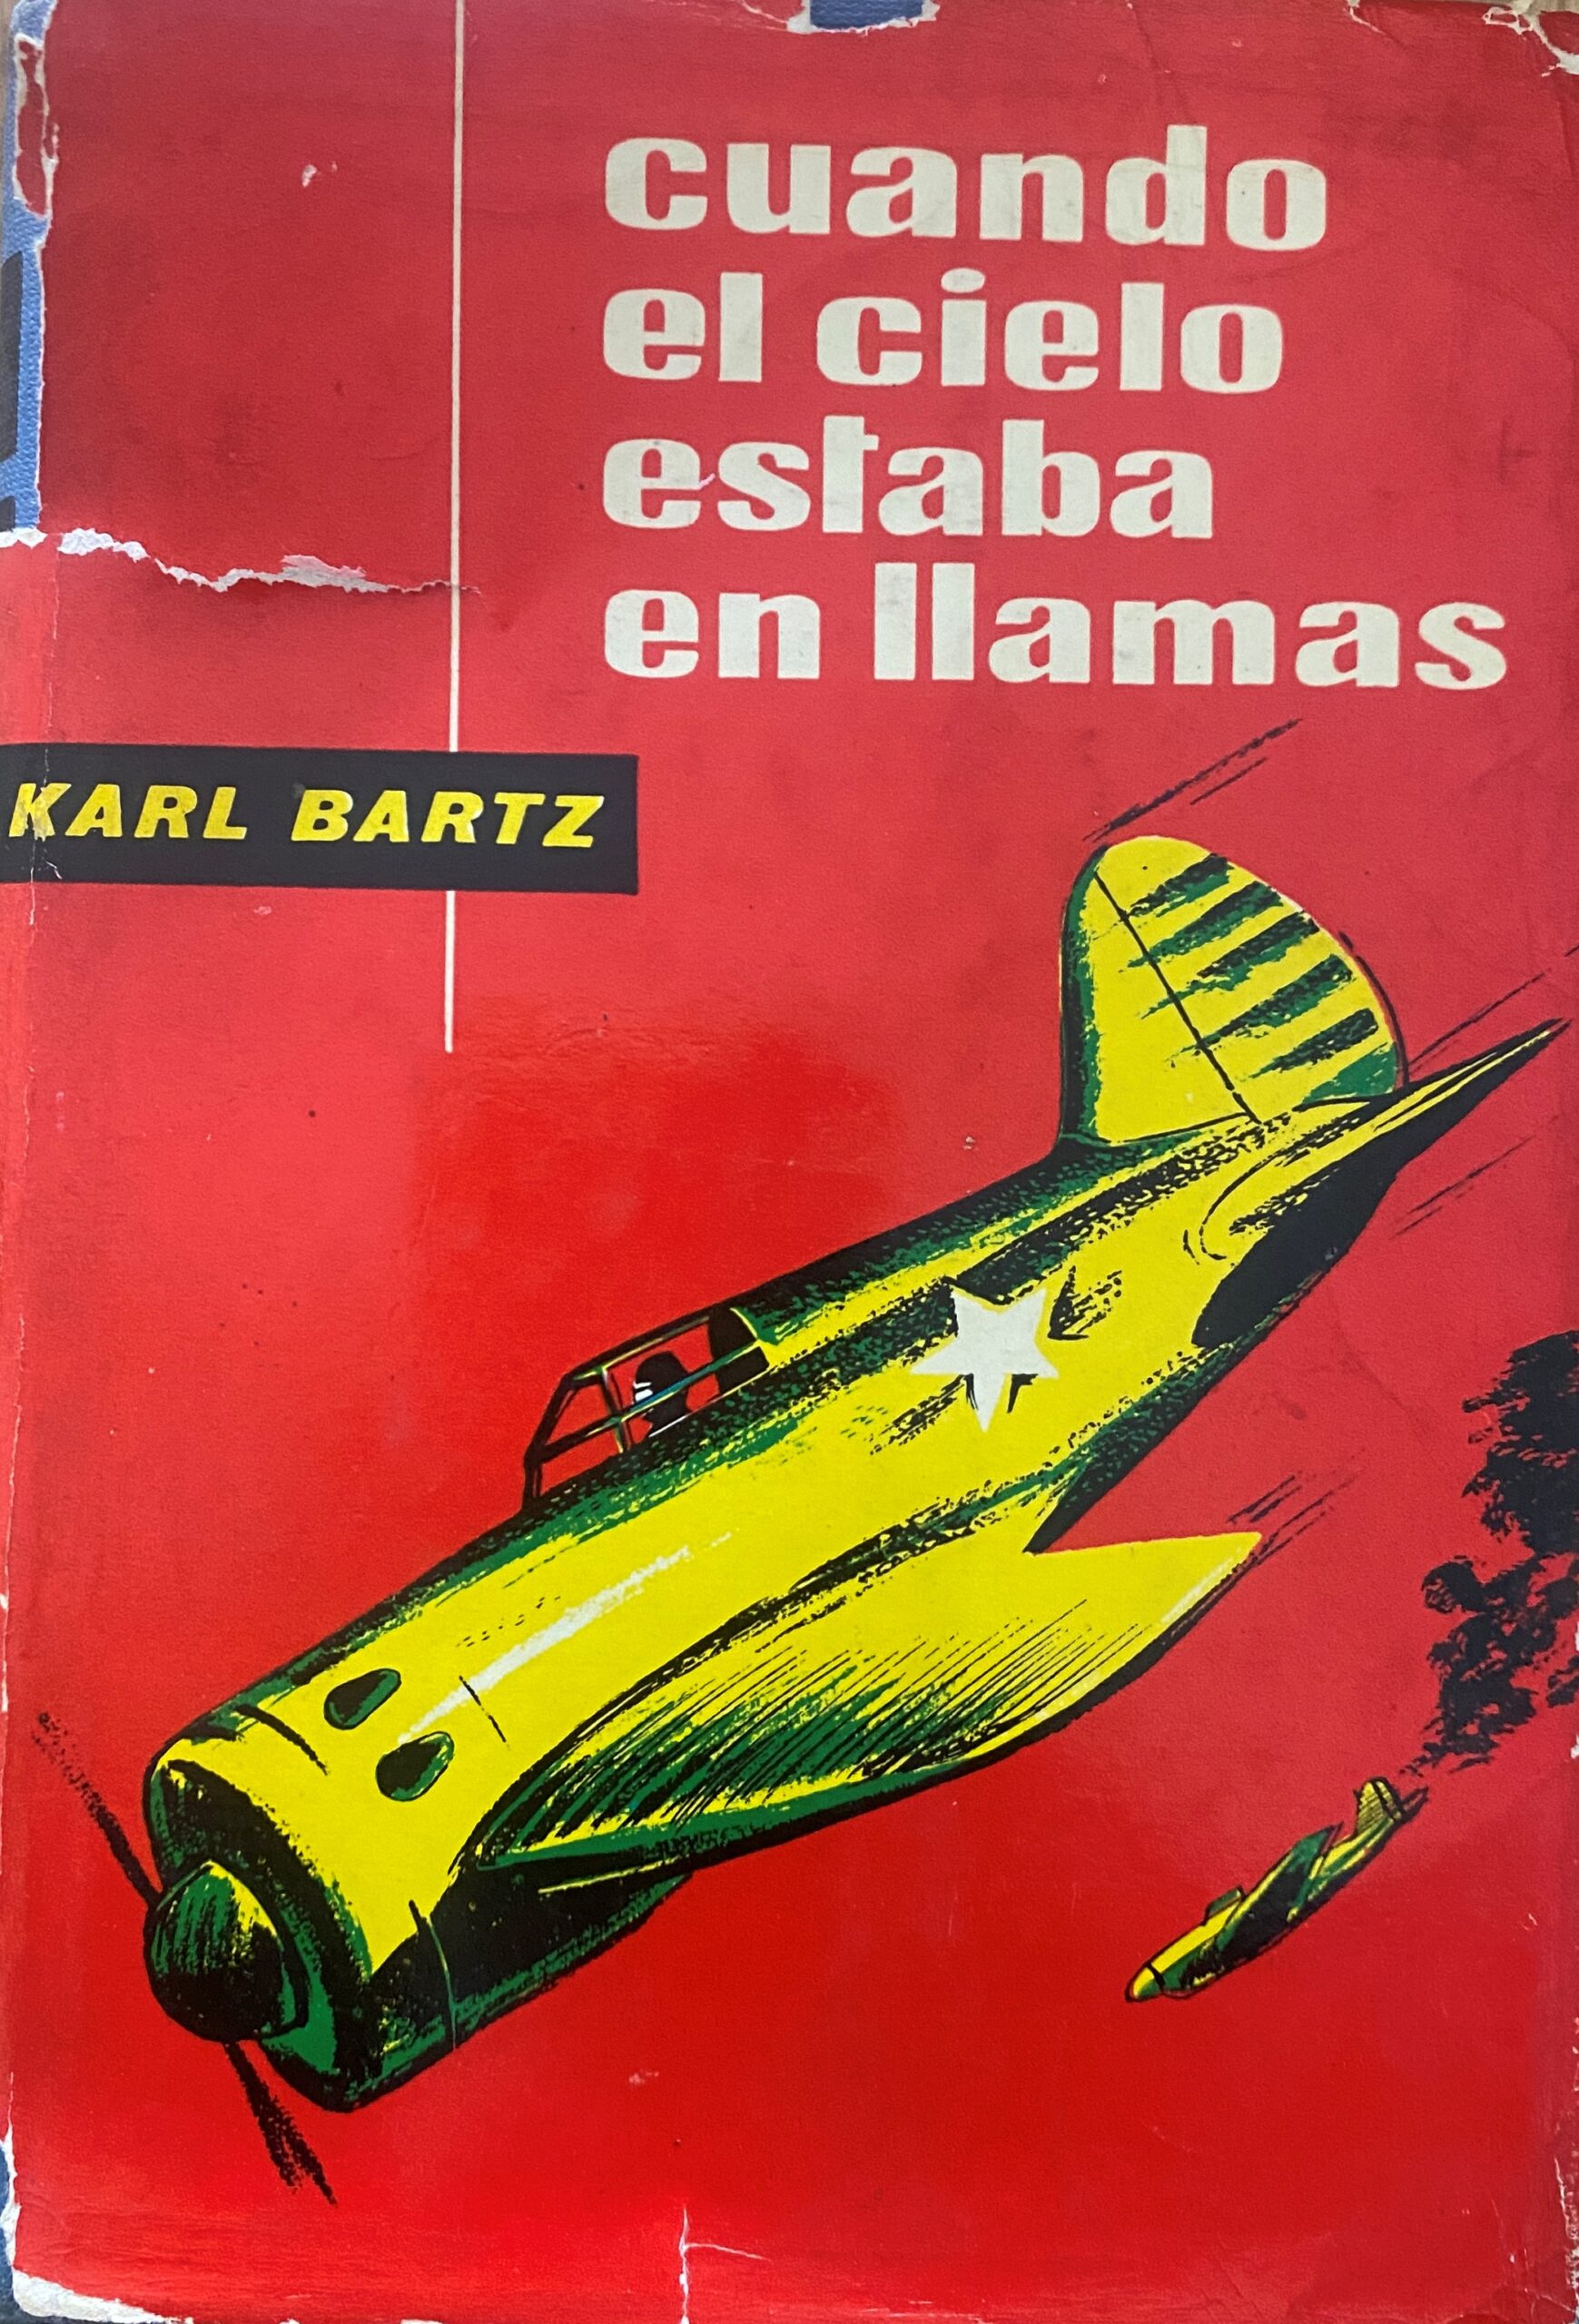 cuando
el cielo
estaba
en llamas
KARL BARTZ